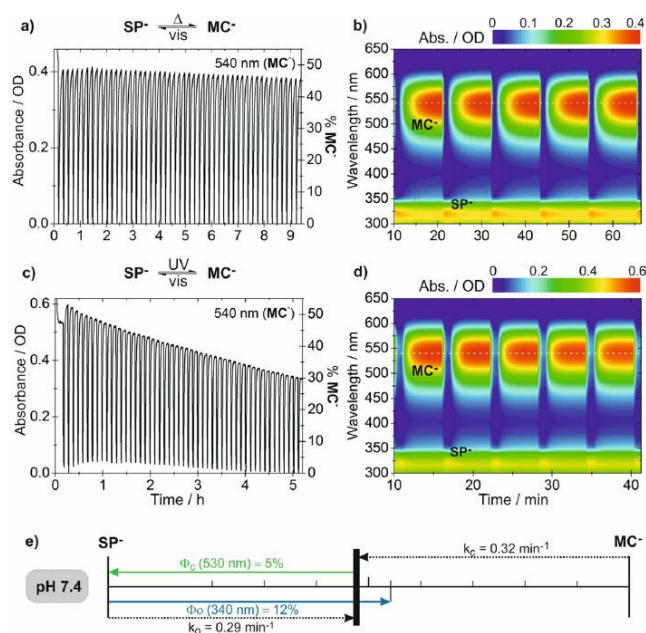 a) SP⁻ Δ ⇌ vis MC⁻
540 nm (MC⁻)
Absorbance / OD
0.4
0.2
0.0
50
40
30
20
10
0
% MC⁻
0 1 2 3 4 5 6 7 8 9
b) Abs. / OD 0 0.1 0.2 0.3 0.4
Wavelength / nm
650
600
550
500
450
400
350
300
MC⁻
SP⁻
10 20 30 40 50 60
c) SP⁻ UV ⇌ vis MC⁻
540 nm (MC⁻)
Absorbance / OD
0.6
0.4
0.2
0.0
50
40
30
20
10
0
% MC⁻
0 1 2 3 4 5
Time / h
d) Abs. / OD 0 0.2 0.4 0.6
Wavelength / nm
650
600
550
500
450
400
350
300
MC⁻
SP⁻
10 15 20 25 30 35 40
Time / min
e) SP⁻ MC⁻
Φc (530 nm) = 5%
kc = 0.32 min⁻¹
pH 7.4
Φo (340 nm) = 12%
ko = 0.29 min⁻¹